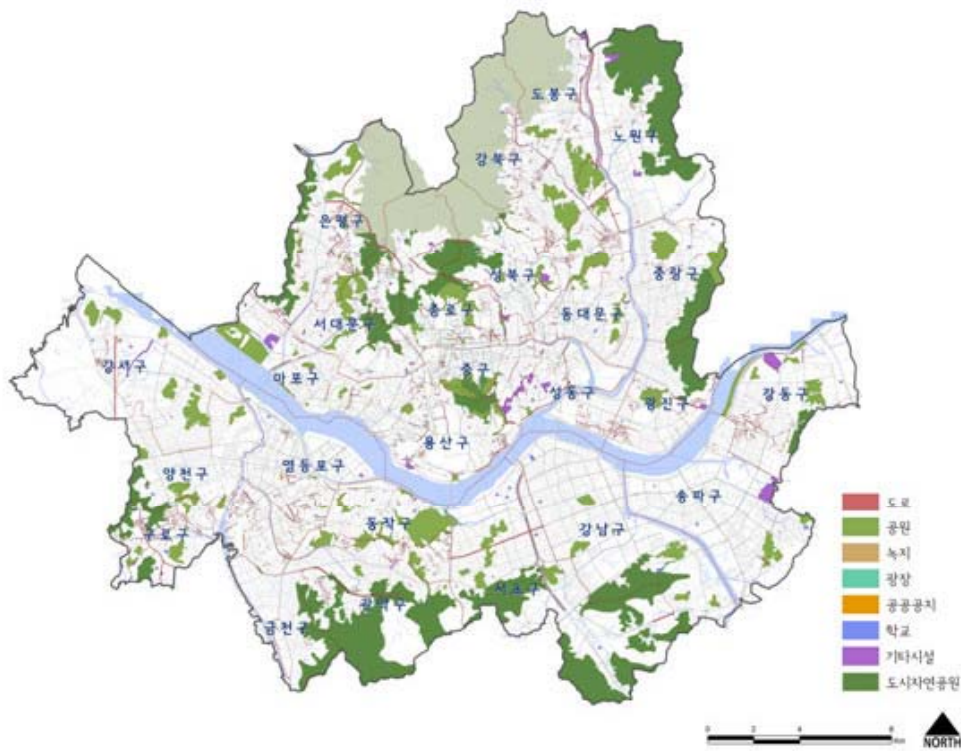 도봉구
노원구
강북구
은평구
성북구
중랑구
종로구
서대문구
동대문구
강서구
중구
마포구
성동구
광진구
강동구
용산구
영등포구
양천구
송파구
동작구
강남구
구로구
서초구
관악구
금천구
도로
공원
녹지
광장
공공공지
학교
기타시설
도시자연공원
0 2 4 8
Km
NORTH